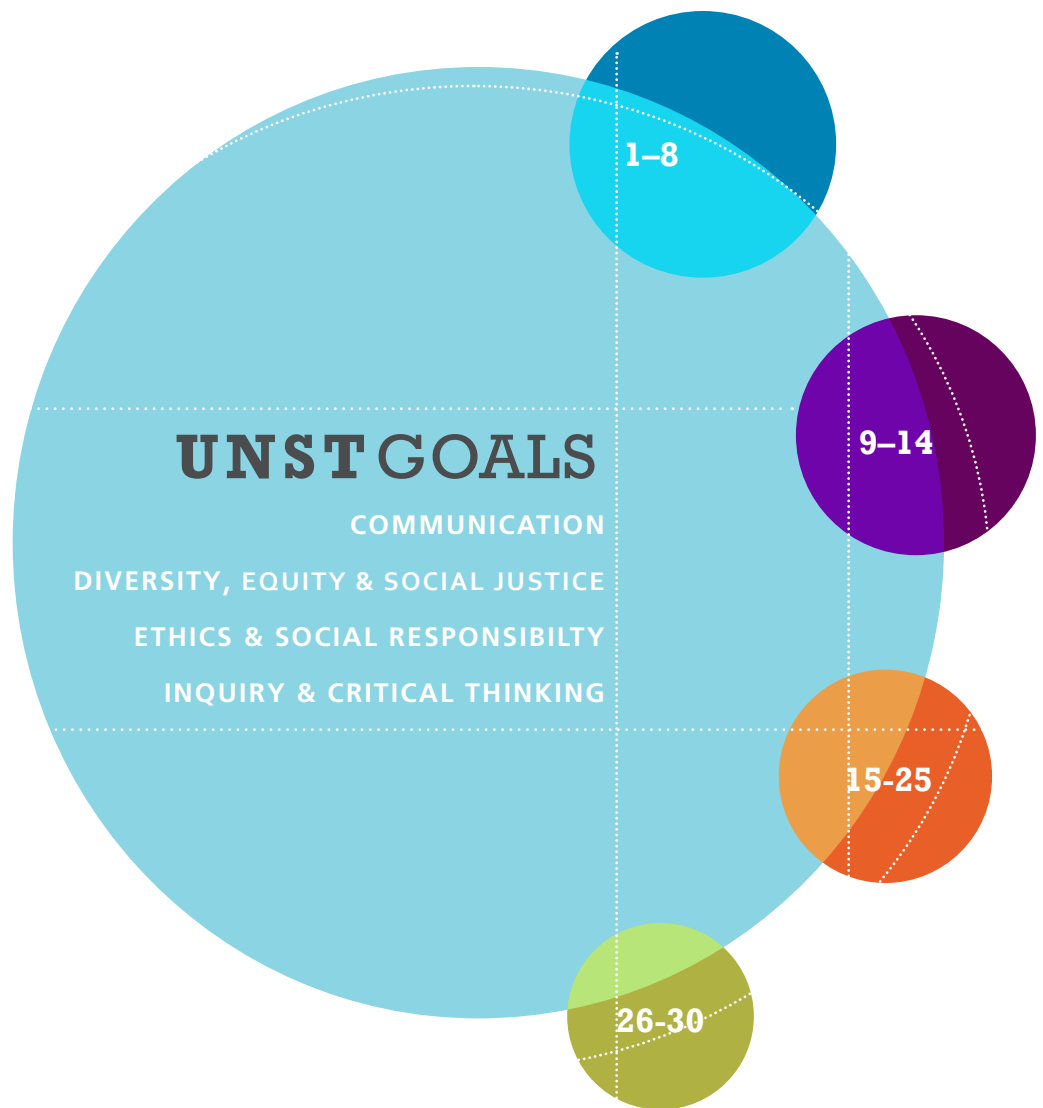 1–8
9–14
UNST GOALS
COMMUNICATION
DIVERSITY, EQUITY & SOCIAL JUSTICE
ETHICS & SOCIAL RESPONSIBILTY
INQUIRY & CRITICAL THINKING
15-25
26-30